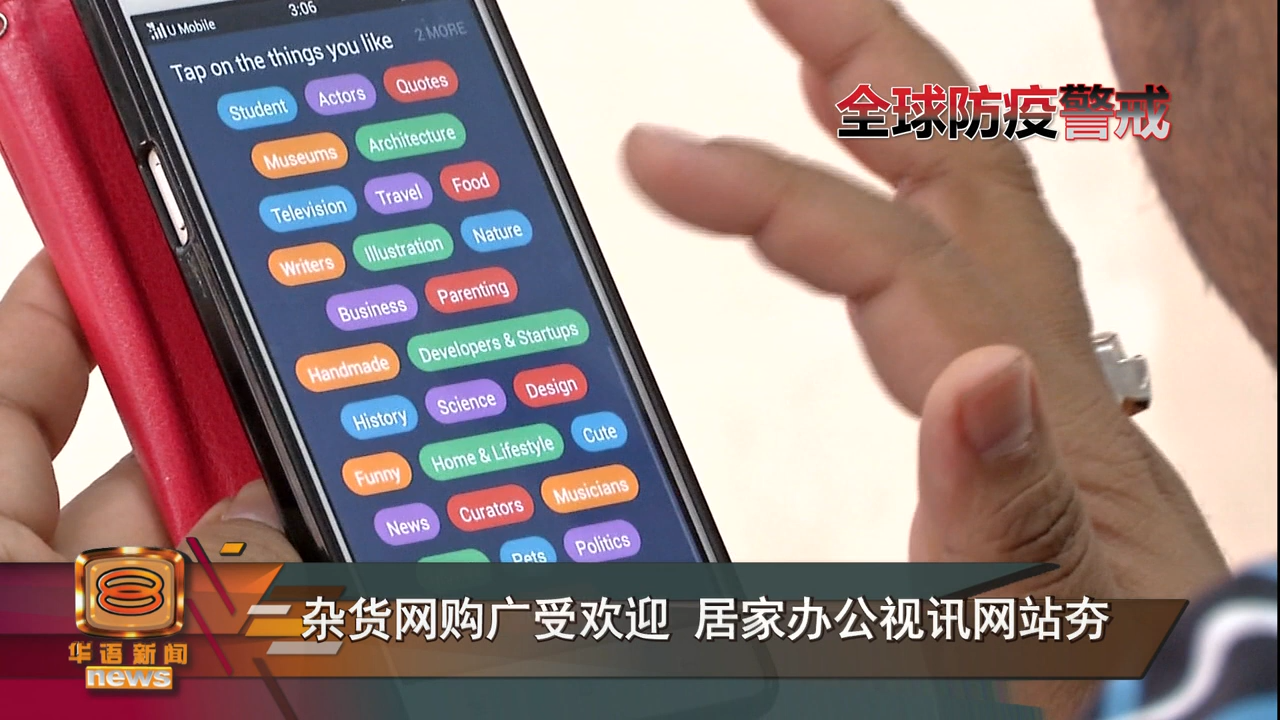 U Mobile
3:06
Tap on the things you like
2 MORE
Student
Actors
Quotes
Museums
Architecture
Television
Travel
Food
Writers
Illustration
Nature
Business
Parenting
Handmade
Developers & Startups
History
Science
Design
Funny
Home & Lifestyle
Cute
News
Curators
Musicians
Pets
Politics
全球防疫警戒
杂货网购广受欢迎 居家办公视讯网站夯
华语新闻
news